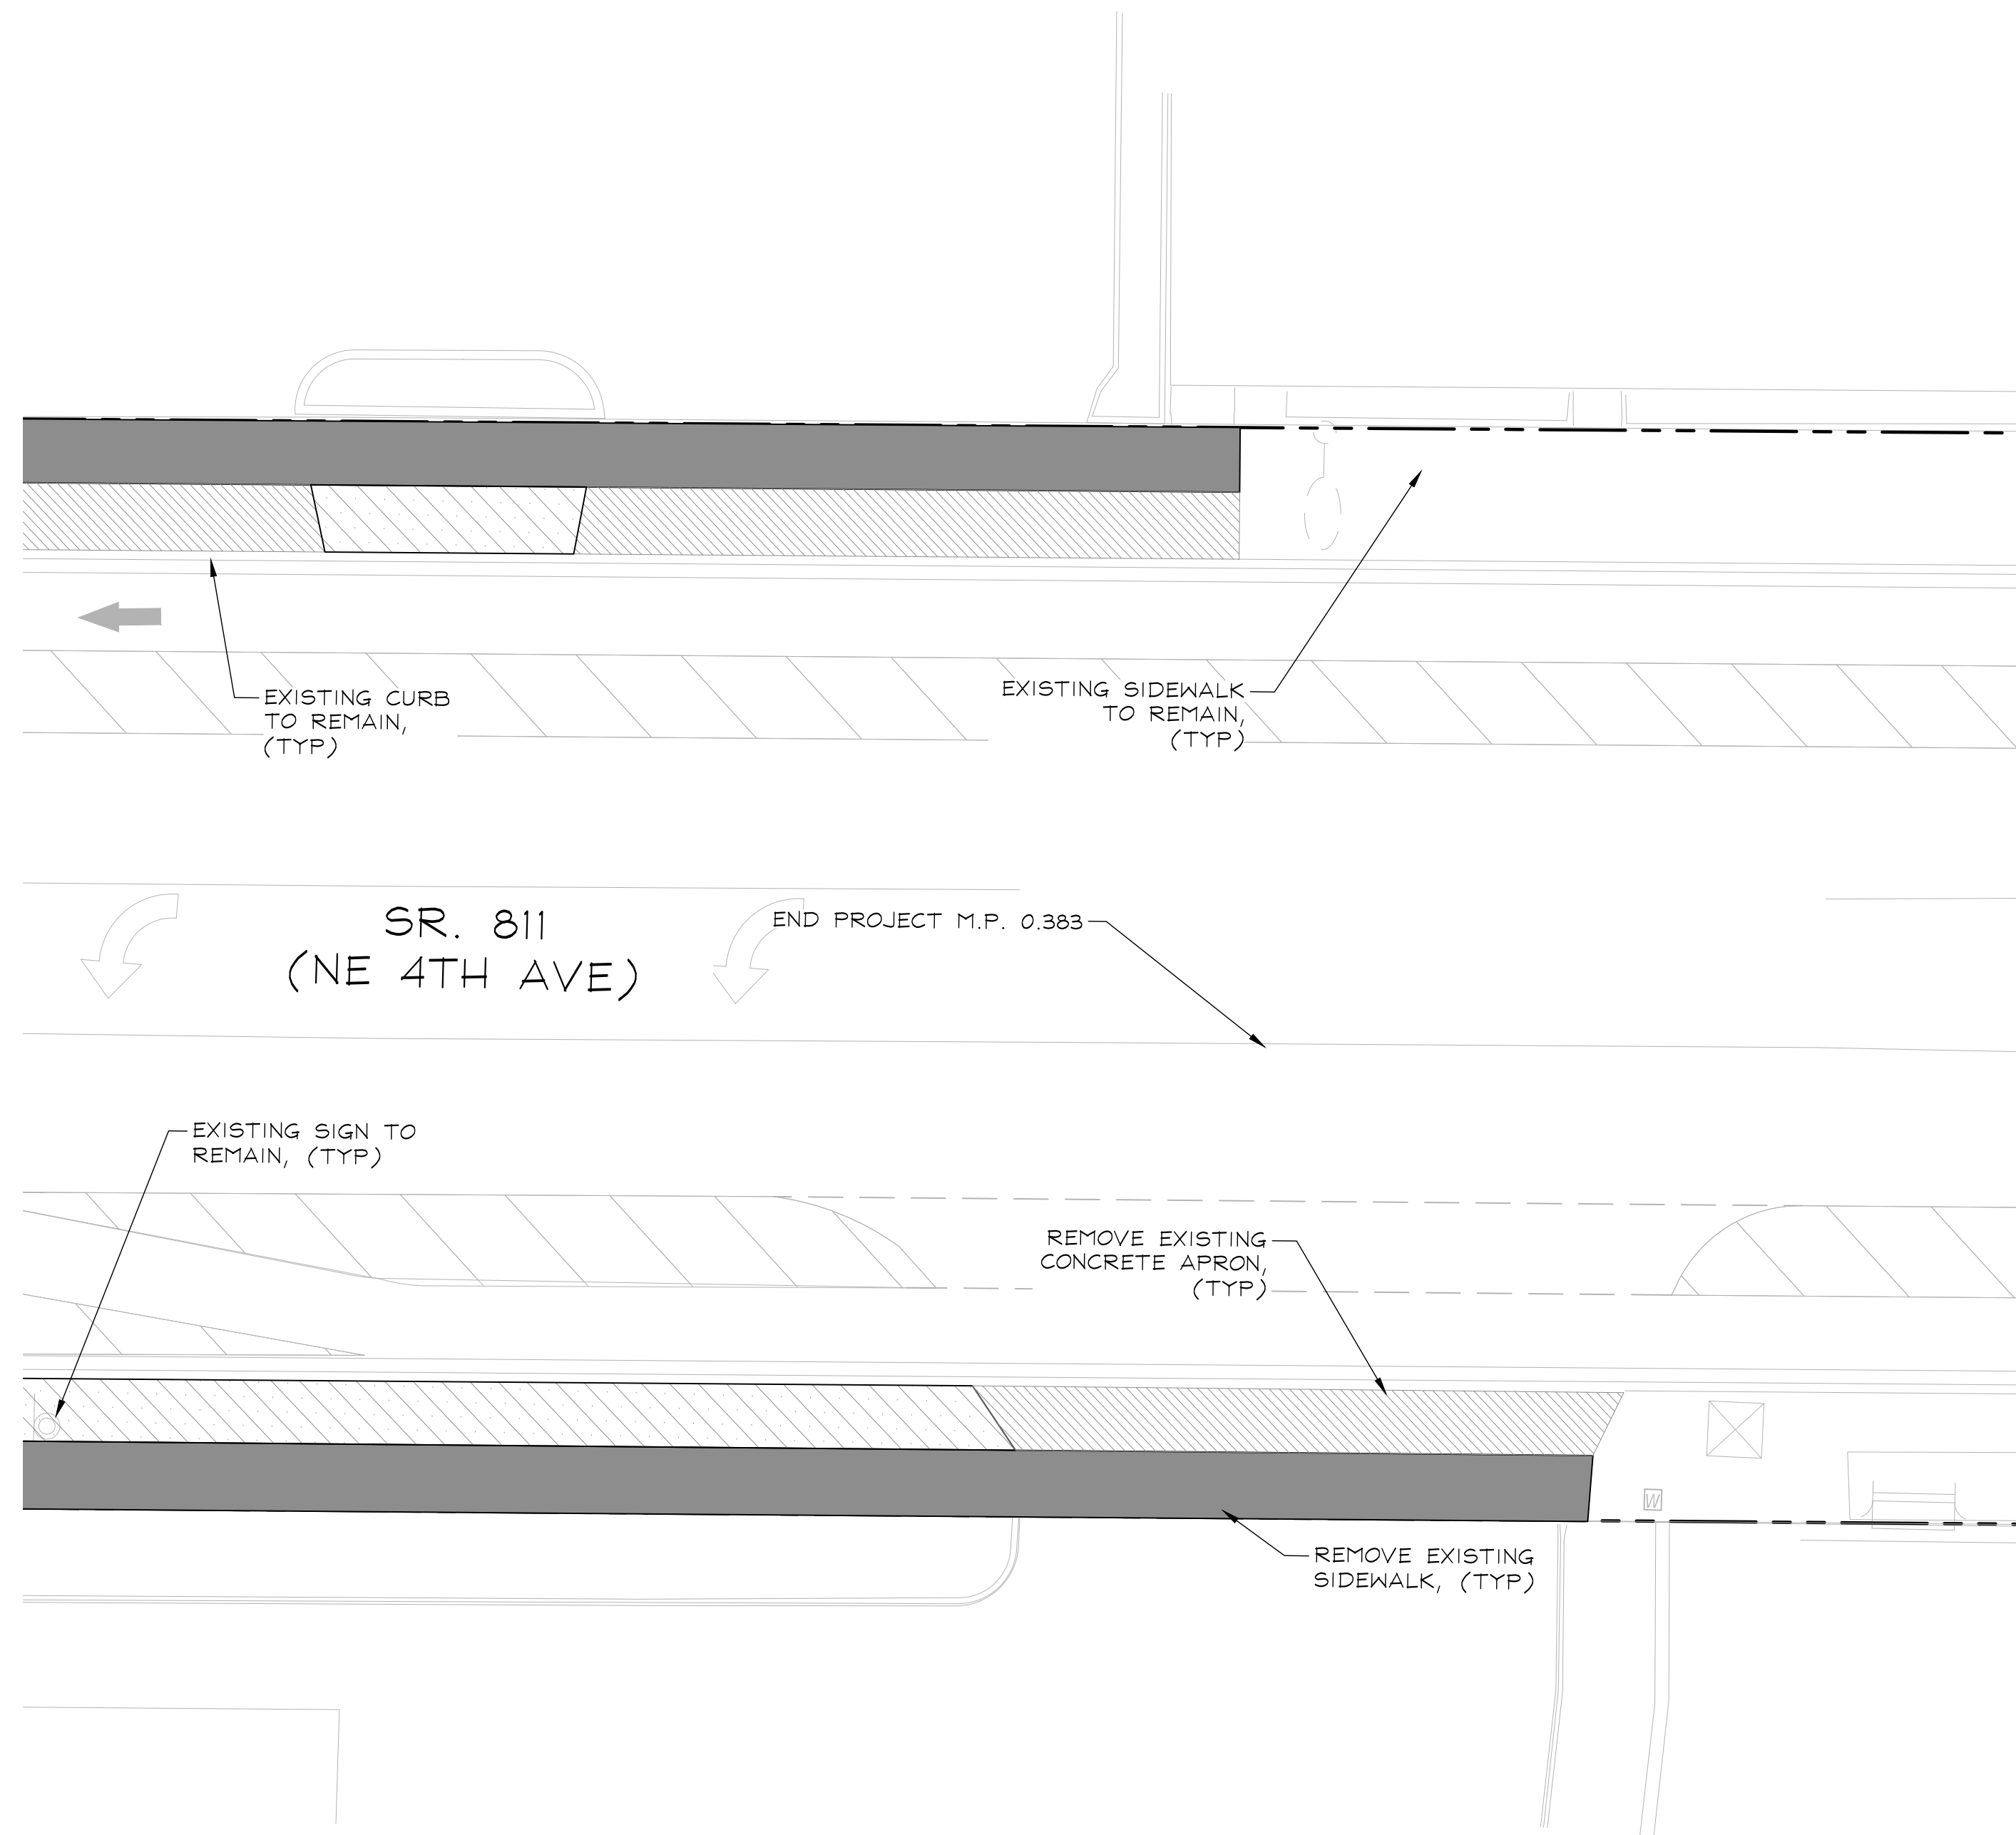 EXISTING CURB
TO REMAIN,
(TYP)
EXISTING SIDEWALK
TO REMAIN,
(TYP)
SR. 811
(NE 4TH AVE)
END PROJECT M.P. 0.383
EXISTING SIGN TO
REMAIN, (TYP)
REMOVE EXISTING
CONCRETE APRON,
(TYP)
W
REMOVE EXISTING
SIDEWALK, (TYP)